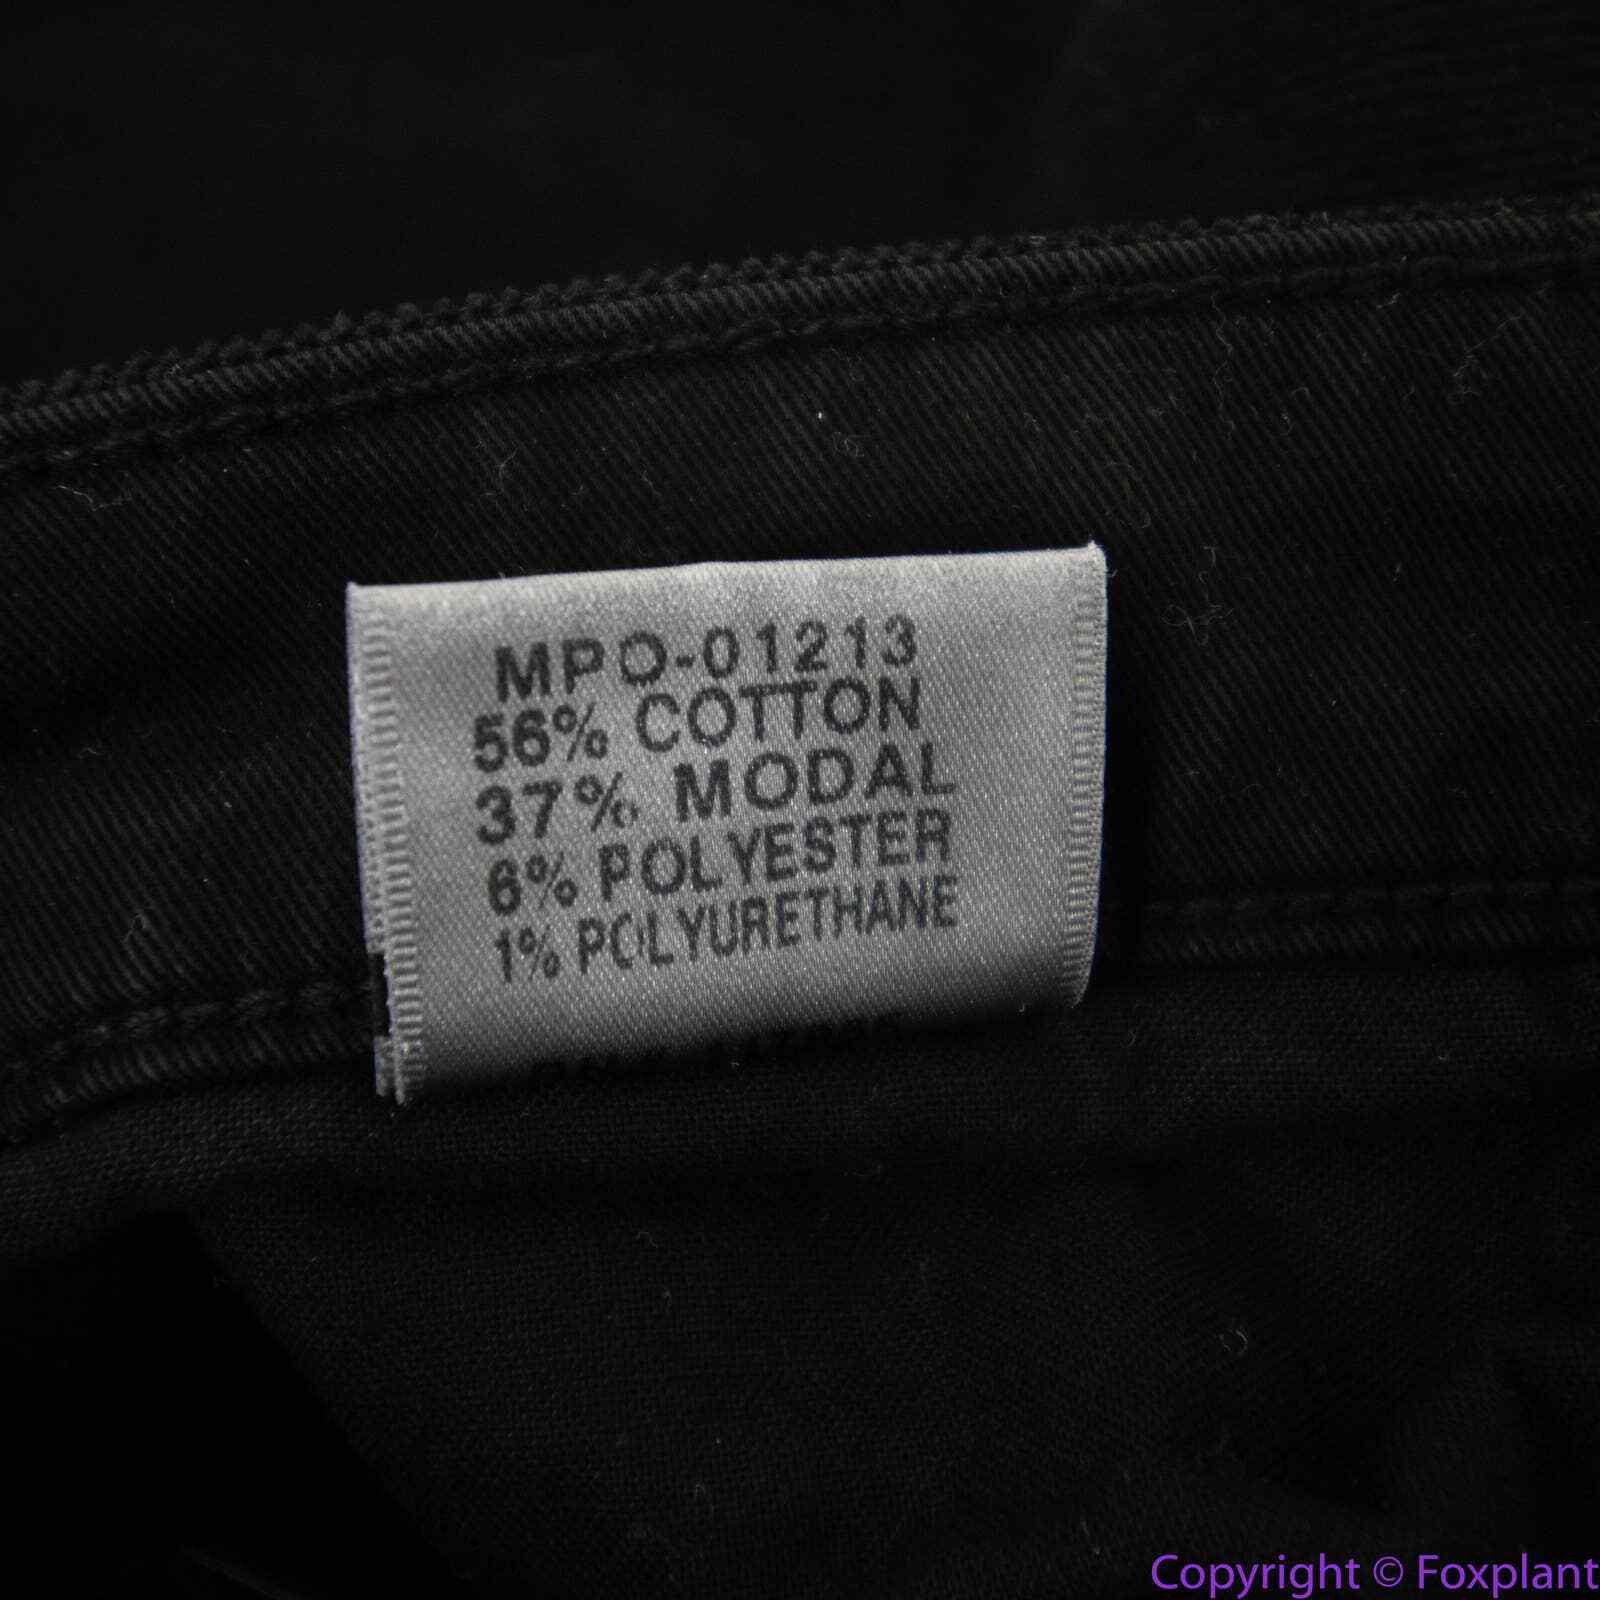 MPO-01213
56% COTTON
37% MODAL
6% POLYESTER
1% POLYURETHANE
Copyright © Foxplant